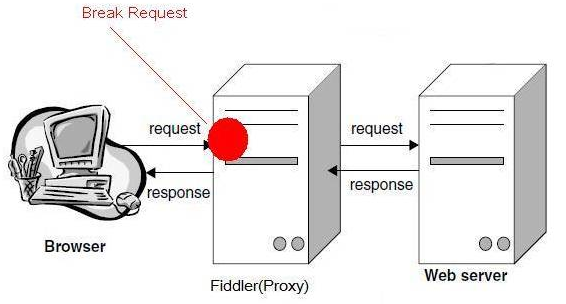 Break Request
request
request
response
response
Browser
Fiddler(Proxy)
Web server